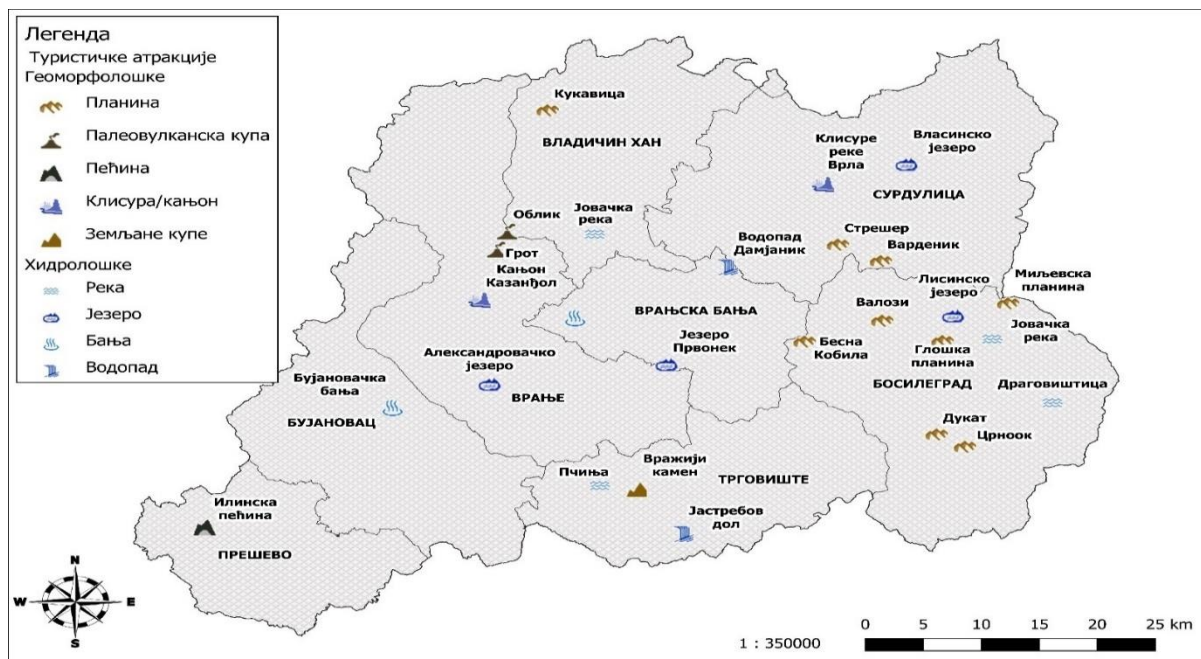 Легенда
Туристичке атракције
Геоморфолошке
Планина
Палеовулканска купа
Пећина
Клисура/кањон
Земљане купе
Хидролошке
Река
Језеро
Бања
Водопад
Кукавица
ВЛАДИЧИН ХАН
Клисуре
реке
Врла
Власинско
језеро
СУРДУЛИЦА
Облик
Јовачка
река
Грот
Кањон
Казанђол
Водопад
Дамјаник
Стрешер
Варденик
Лисинско
језеро
Миљевска
планина
ВРАЊСКА БАЊА
Валози
Јовачка
река
Језеро
Првонек
Бесна
Кобила
Глошка
планина
Александровачко
језеро
БОСИЛЕГРАД
Драговиштица
Бујановачка
бања
ВРАЊЕ
БУЈАНОВАЦ
Дукат
Црноок
Пчиња
Вражији
камен
ТРГОВИШТЕ
Илинска
пећина
Јастребов
дол
ПРЕШЕВО
N
W
E
S
0 5 10 15 20 25 km
1 : 350000